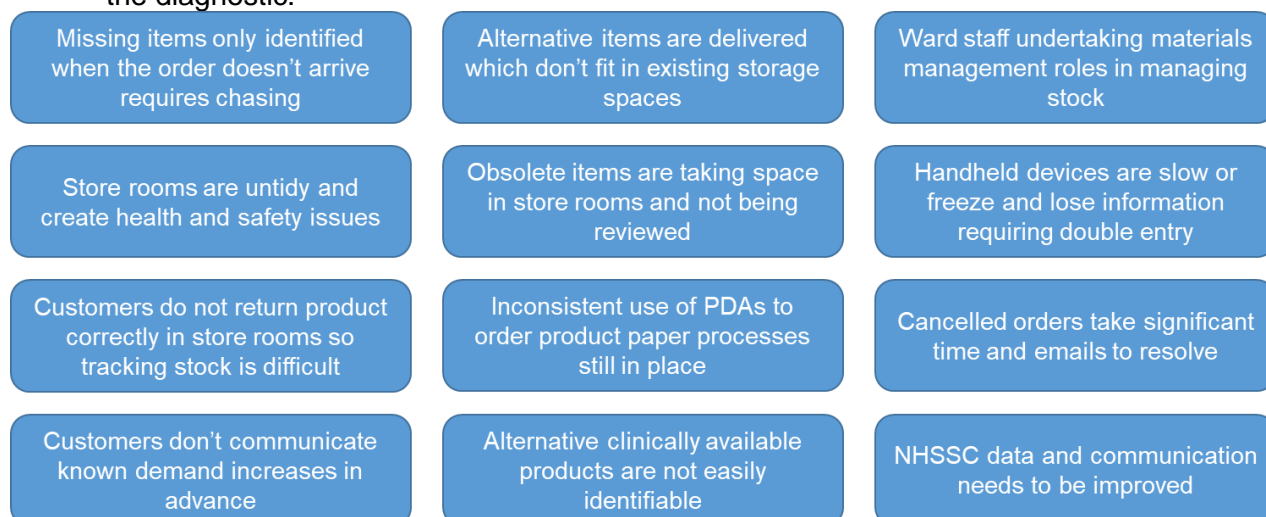 the diagnostic.
Missing items only identified
when the order doesn't arrive
requires chasing
Alternative items are delivered
which don't fit in existing storage
spaces
Ward staff undertaking materials
management roles in managing
stock
Store rooms are untidy and
create health and safety issues
Obsolete items are taking space
in store rooms and not being
reviewed
Handheld devices are slow or
freeze and lose information
requiring double entry
Customers do not return product
correctly in store rooms so
tracking stock is difficult
Inconsistent use of PDAs to
order product paper processes
still in place
Cancelled orders take significant
time and emails to resolve
Customers don't communicate
known demand increases in
advance
Alternative clinically available
products are not easily
identifiable
NHSSC data and communication
needs to be improved